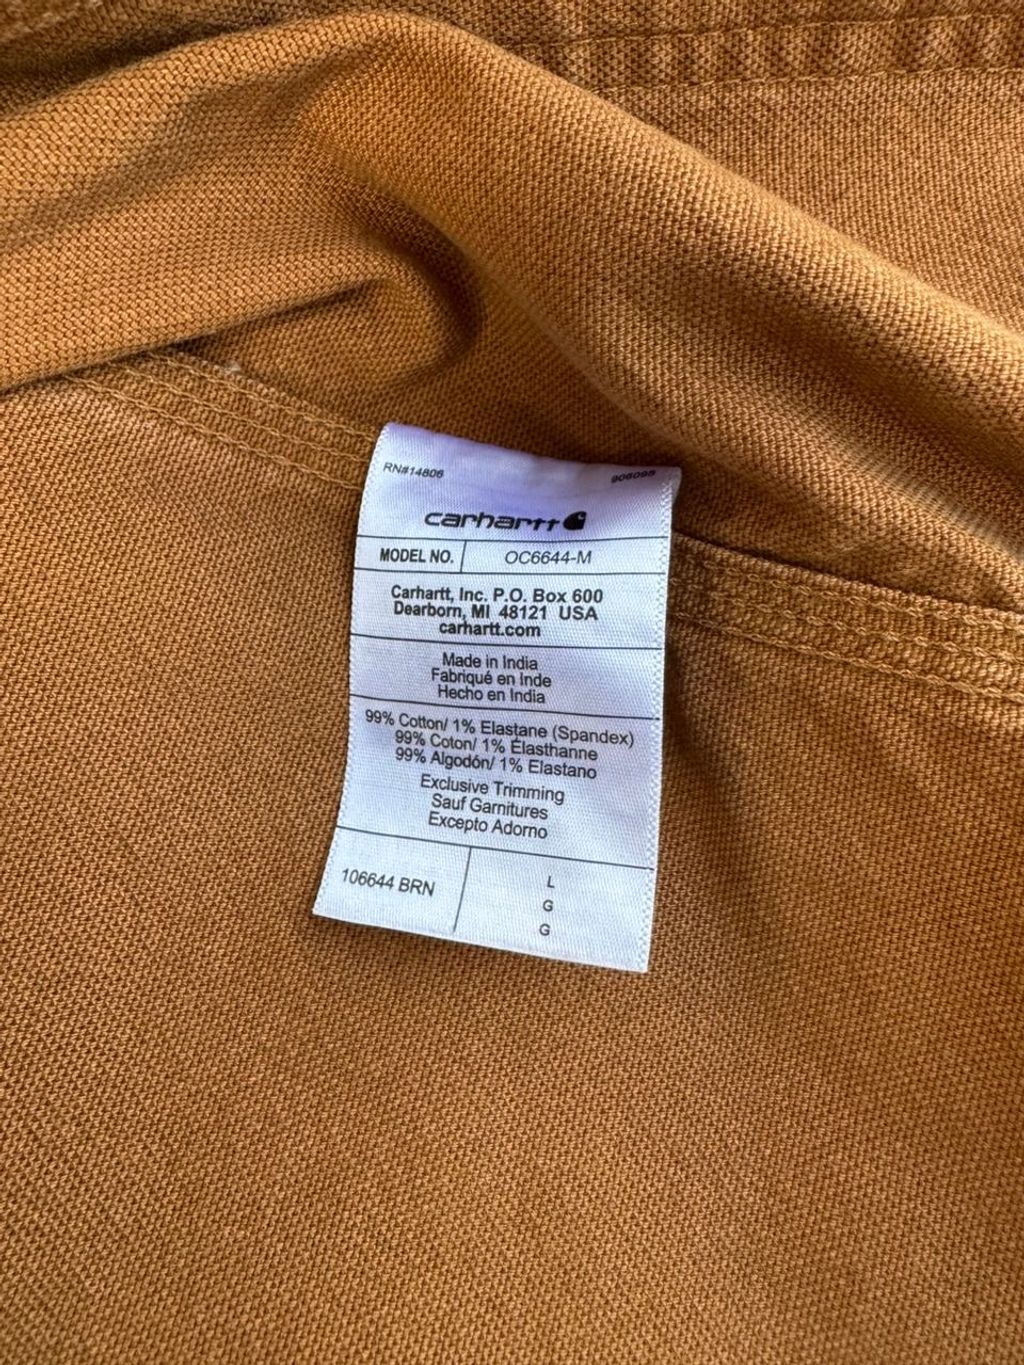 RN#14806 906095
carhartt
MODEL NO. OC6644-M
Carhartt, Inc. P.O. Box 600
Dearborn, MI 48121 USA
carhartt.com
Made in India
Fabriqué en Inde
Hecho en India
99% Cotton/ 1% Elastane (Spandex)
99% Coton/ 1% Élasthanne
99% Algodón/ 1% Elastano
Exclusive Trimming
Sauf Garnitures
Excepto Adorno
106644 BRN
L
G
G